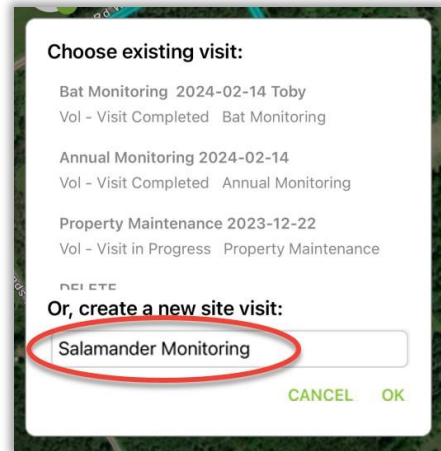 Rd
Choose existing visit:
Bat Monitoring 2024-02-14 Toby
Vol - Visit Completed Bat Monitoring
Annual Monitoring 2024-02-14
Vol - Visit Completed Annual Monitoring
Property Maintenance 2023-12-22
Vol - Visit in Progress Property Maintenance
DELETE
Or, create a new site visit:
Salamander Monitoring
CANCEL OK